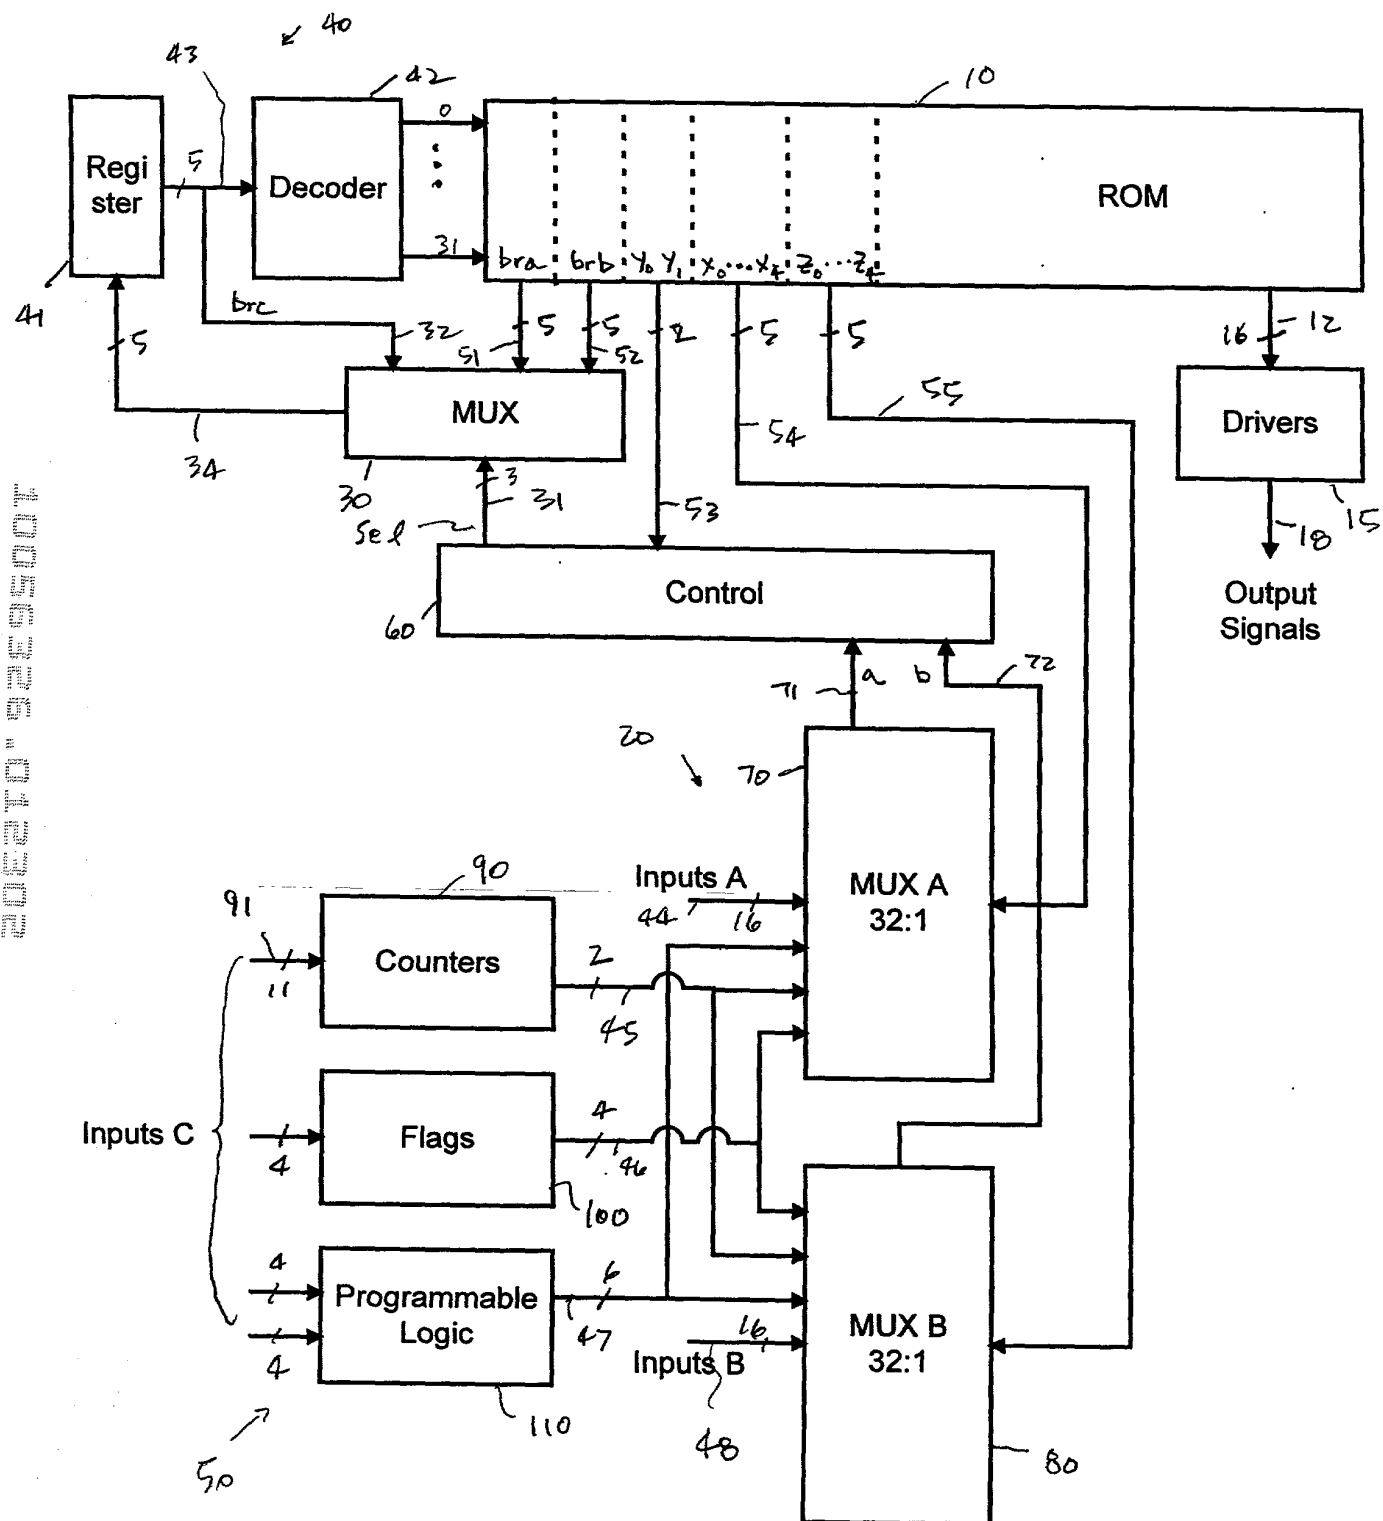 40
43
42
10
0
Regi
ster
5
Decoder
ROM
31
bra
brb
y₀ y₁
x₀...x₄
z₀...z₄
41
brc
5
32
5
51
5
52
2
5
5
16
12
MUX
55
Drivers
54
34
30
3
31
53
15
Sel
18
Control
60
Output
Signals
a
b
72
71
20
70
90
Inputs A
MUX A
32:1
91
44
16
Counters
2
11
45
Inputs C
Flags
4
4
46
100
4
Programmable
Logic
6
47
16
MUX B
32:1
4
Inputs B
110
48
50
80
10056326.012302